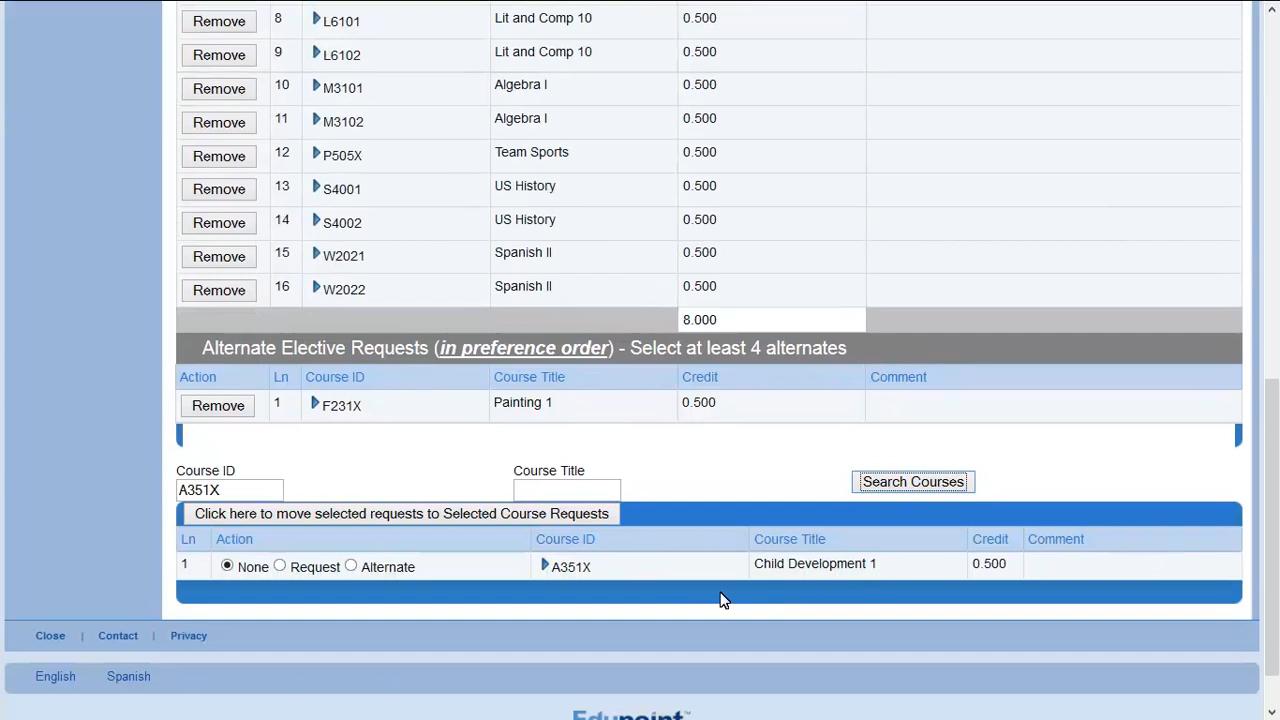 Remove 8 L6101 Lit and Comp 10 0.500
Remove 9 L6102 Lit and Comp 10 0.500
Remove 10 M3101 Algebra I 0.500
Remove 11 M3102 Algebra I 0.500
Remove 12 P505X Team Sports 0.500
Remove 13 S4001 US History 0.500
Remove 14 S4002 US History 0.500
Remove 15 W2021 Spanish II 0.500
Remove 16 W2022 Spanish II 0.500
8.000
Alternate Elective Requests (in preference order) - Select at least 4 alternates
Action Ln Course ID Course Title Credit Comment
Remove 1 F231X Painting 1 0.500
Course ID Course Title
A351X Search Courses
Click here to move selected requests to Selected Course Requests
Ln Action Course ID Course Title Credit Comment
1 None Request Alternate A351X Child Development 1 0.500
Close | Contact | Privacy
English Spanish
Edupoint™